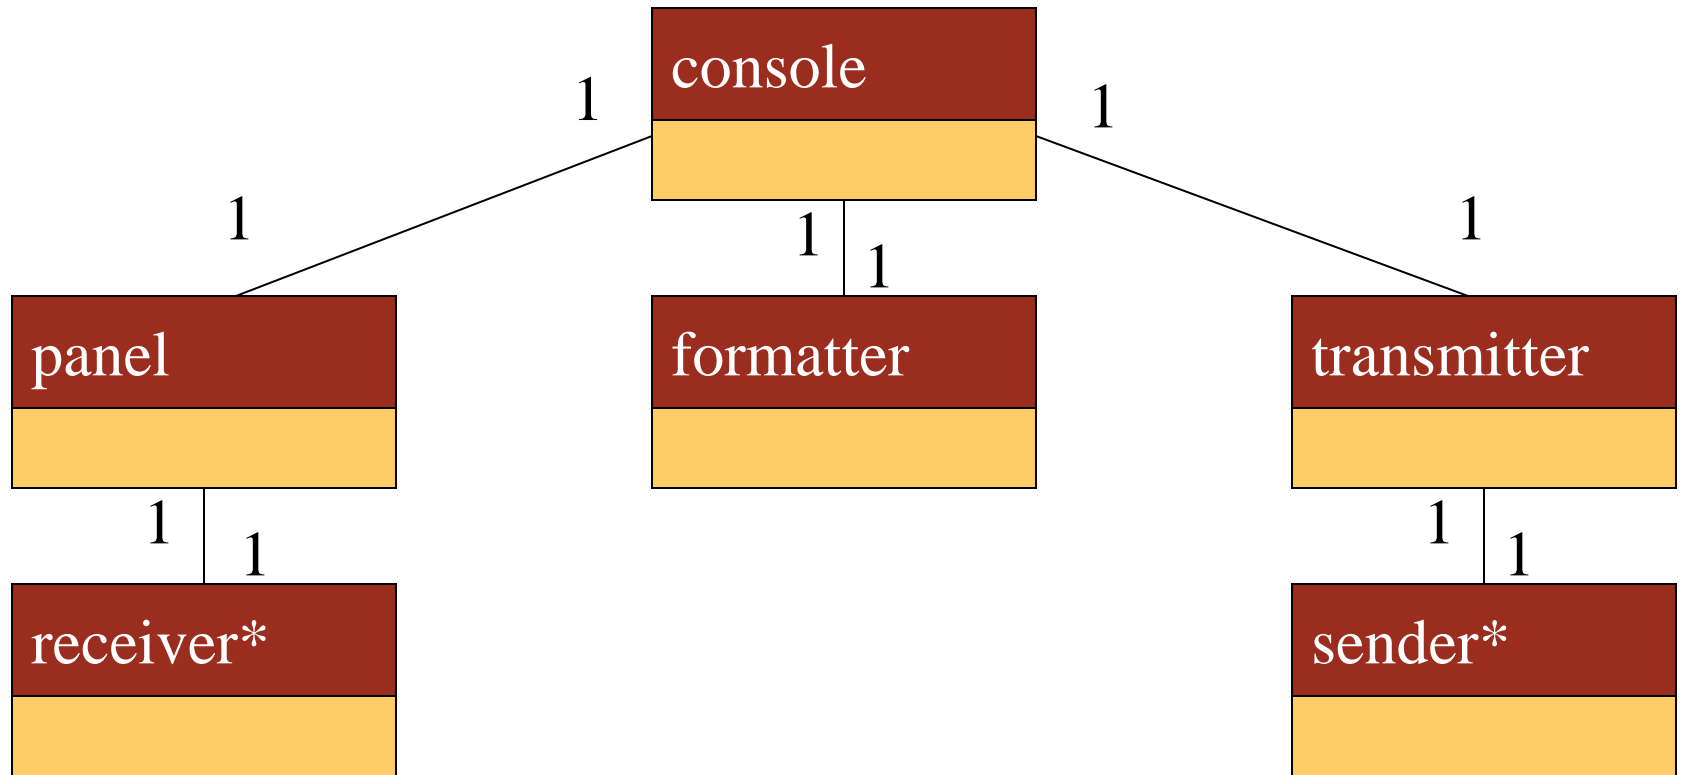 console
1
1
1
1
1
1
panel
formatter
transmitter
1
1
1
1
receiver*
sender*